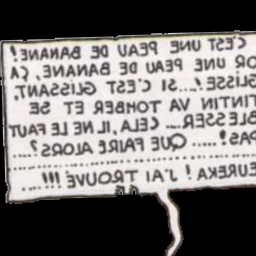 C'EST UNE PEAU DE BANANE!
OR UNE PEAU DE BANANE, ÇA
GLISSE!...SI C'EST GLISSANT,
TINTIN VA TOMBER ET SE
BLESSER... CELA, IL NE LE FAUT
PAS!.... QUE FAIRE ALORS?....
EUREKA! J'AI TROUVÉ !!!...